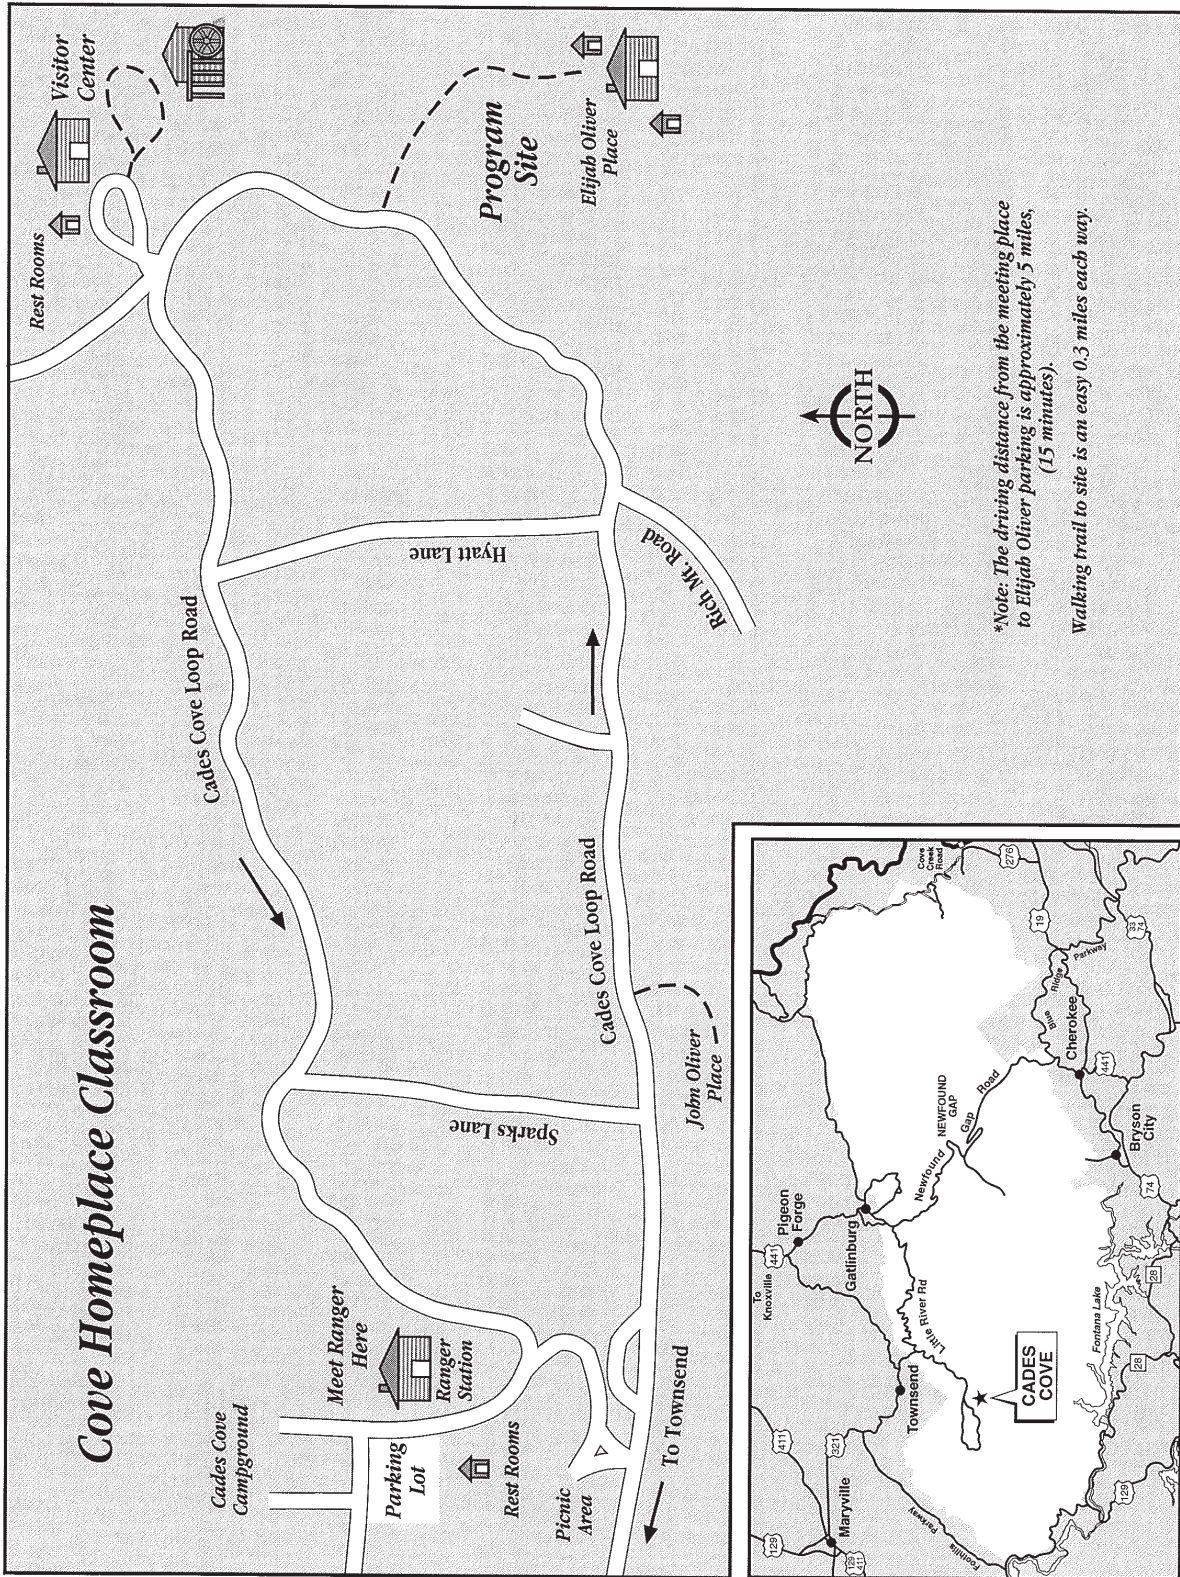 Cove Homeplace Classroom
Cades Cove
Campground
Meet Ranger
Here
Ranger
Station
Parking
Lot
Rest Rooms
Picnic
Area
To Townsend
Sparks Lane
Cades Cove Loop Road
Cades Cove Loop Road
John Oliver
Place
Hyatt Lane
Rich Mt. Road
Rest Rooms
Visitor
Center
Program
Site
Elijah Oliver
Place
NORTH
*Note: The driving distance from the meeting place
to Elijah Oliver parking is approximately 5 miles,
(15 minutes).
Walking trail to site is an easy 0.3 miles each way.
To
Knoxville
441
Pigeon
Forge
Gatlinburg
411
321
129
Maryville
129
411
Townsend
Little River Rd
Foothills
Parkway
CADES
COVE
Newfound
Gap
Road
NEWFOUND
GAP
Fontana Lake
129
28
28
74
Bryson
City
441
Cherokee
Blue
Ridge
Parkway
19
276
Cove
Creek
Road
74